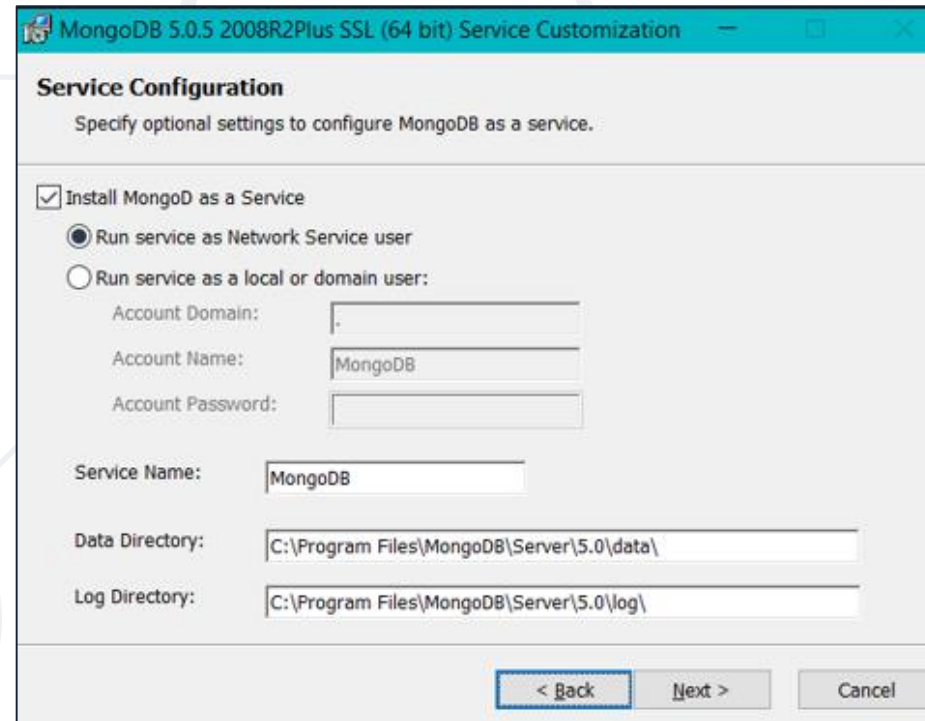 MongoDB 5.0.5 2008R2Plus SSL (64 bit) Service Customization
Service Configuration
Specify optional settings to configure MongoDB as a service.
Install MongoD as a Service
Run service as Network Service user
Run service as a local or domain user:
Account Domain: .
Account Name: MongoDB
Account Password:
Service Name: MongoDB
Data Directory: C:\Program Files\MongoDB\Server\5.0\data\
Log Directory: C:\Program Files\MongoDB\Server\5.0\log\
< Back Next > Cancel